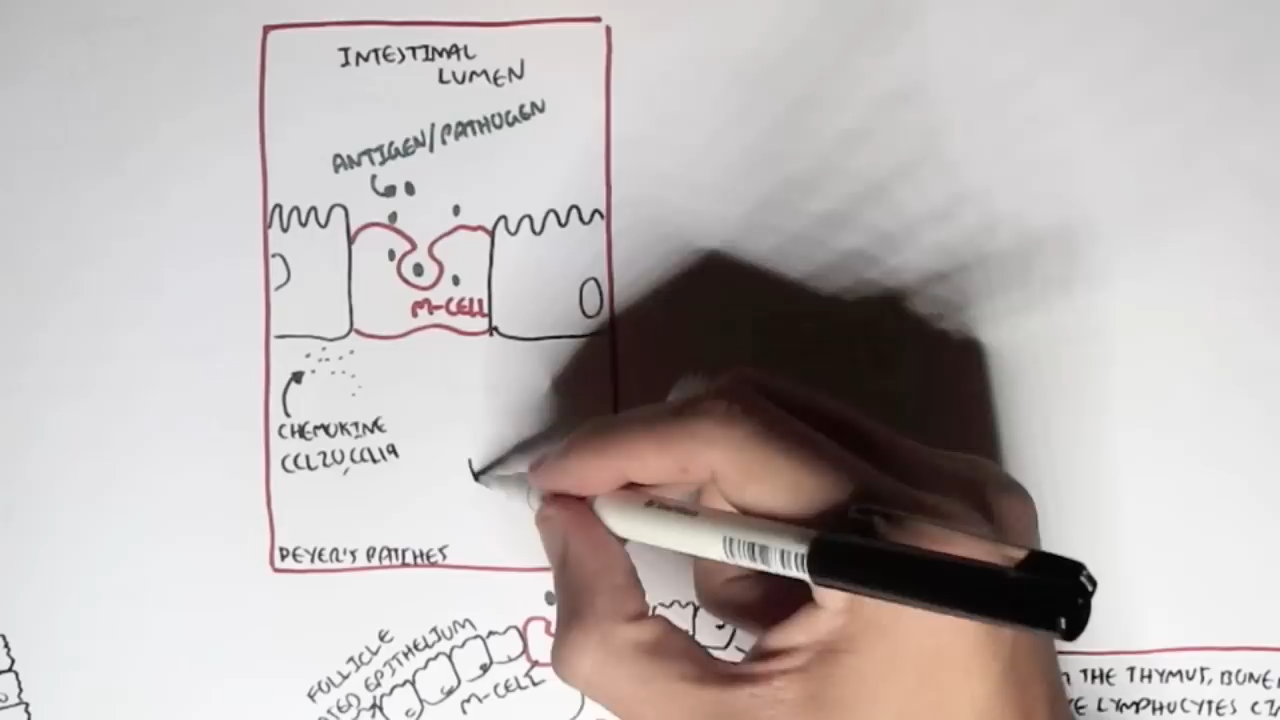 INTESTINAL
LUMEN
ANTIGEN/PATHOGEN
M-CELL
CHEMOKINE
CCL20, CCL19
PEYER'S PATCHES
FOLLICLE
EPITHELIUM
M-CELL
THE THYMUS, BONE
LYMPHOCYTES